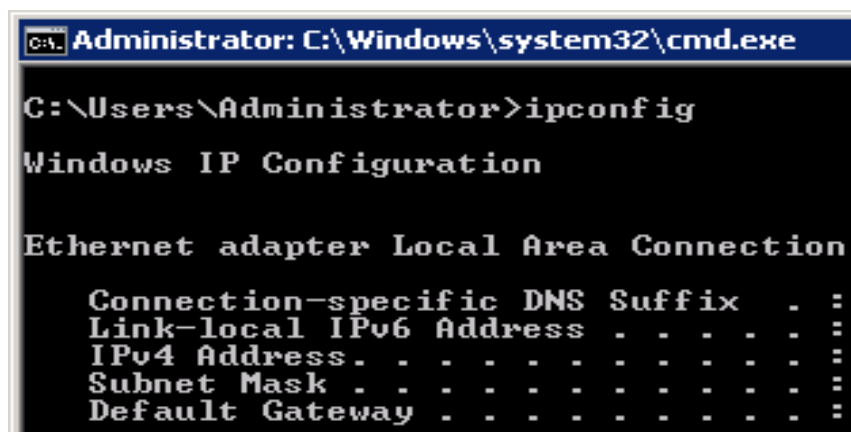 C:\. Administrator: C:\Windows\system32\cmd.exe
C:\Users\Administrator>ipconfig
Windows IP Configuration
Ethernet adapter Local Area Connection
Connection-specific DNS Suffix . :
Link-local IPv6 Address . . . . . :
IPv4 Address. . . . . . . . . . . :
Subnet Mask . . . . . . . . . . . :
Default Gateway . . . . . . . . . :